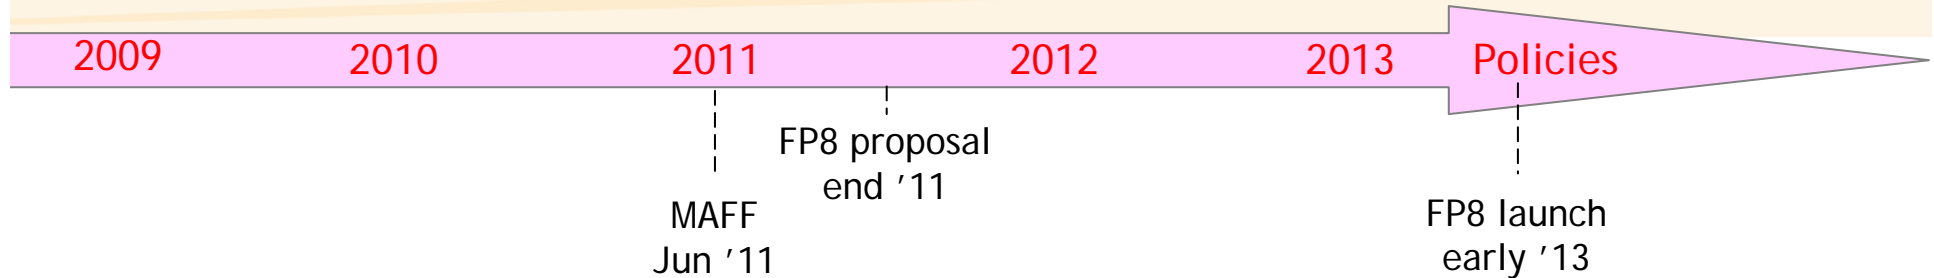 2009 2010 2011 2012 2013 Policies
FP8 proposal
end '11
MAFF
Jun '11
FP8 launch
early '13